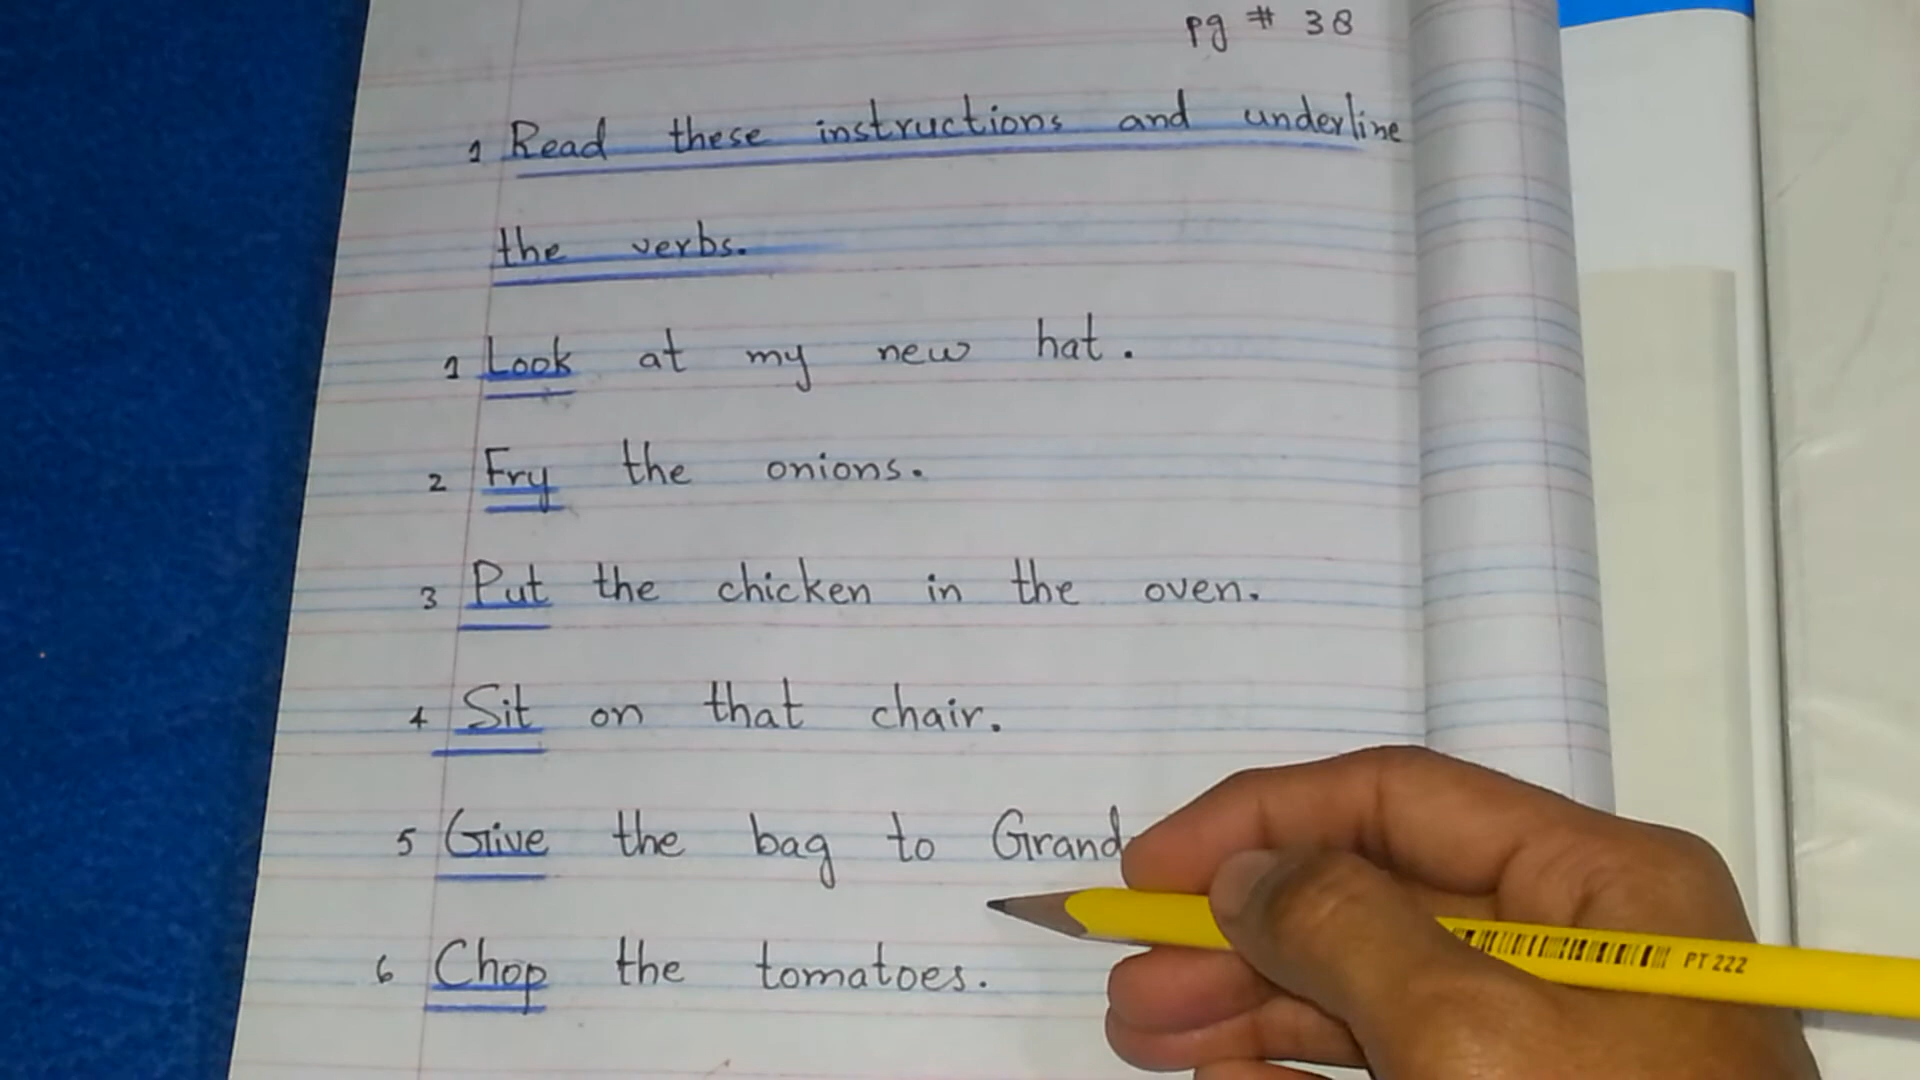 pg # 38
1 Read these instructions and underline
the verbs.
1 Look at my new hat.
2 Fry the onions.
3 Put the chicken in the oven.
4 Sit on that chair.
5 Give the bag to Grand
6 Chop the tomatoes.
PT 222